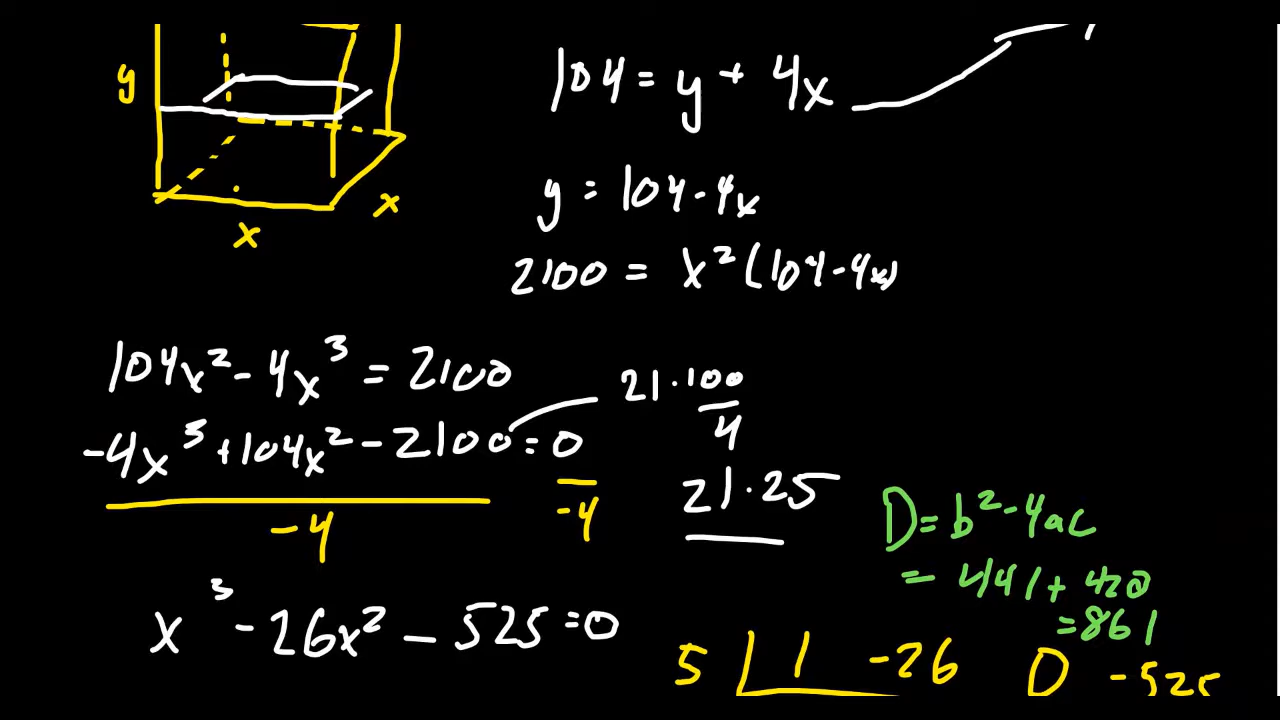 y
x
x
104 = y + 4x
y = 104 - 4x
2100 = x² (104 - 4x)
104x² - 4x³ = 2100
-4x³ + 104x² - 2100 = 0
-4
-4
21 · 100
4
21 · 25
x³ - 26x² - 525 = 0
D = b² - 4ac
= 441 + 420
= 861
5 1 -26 0 -525